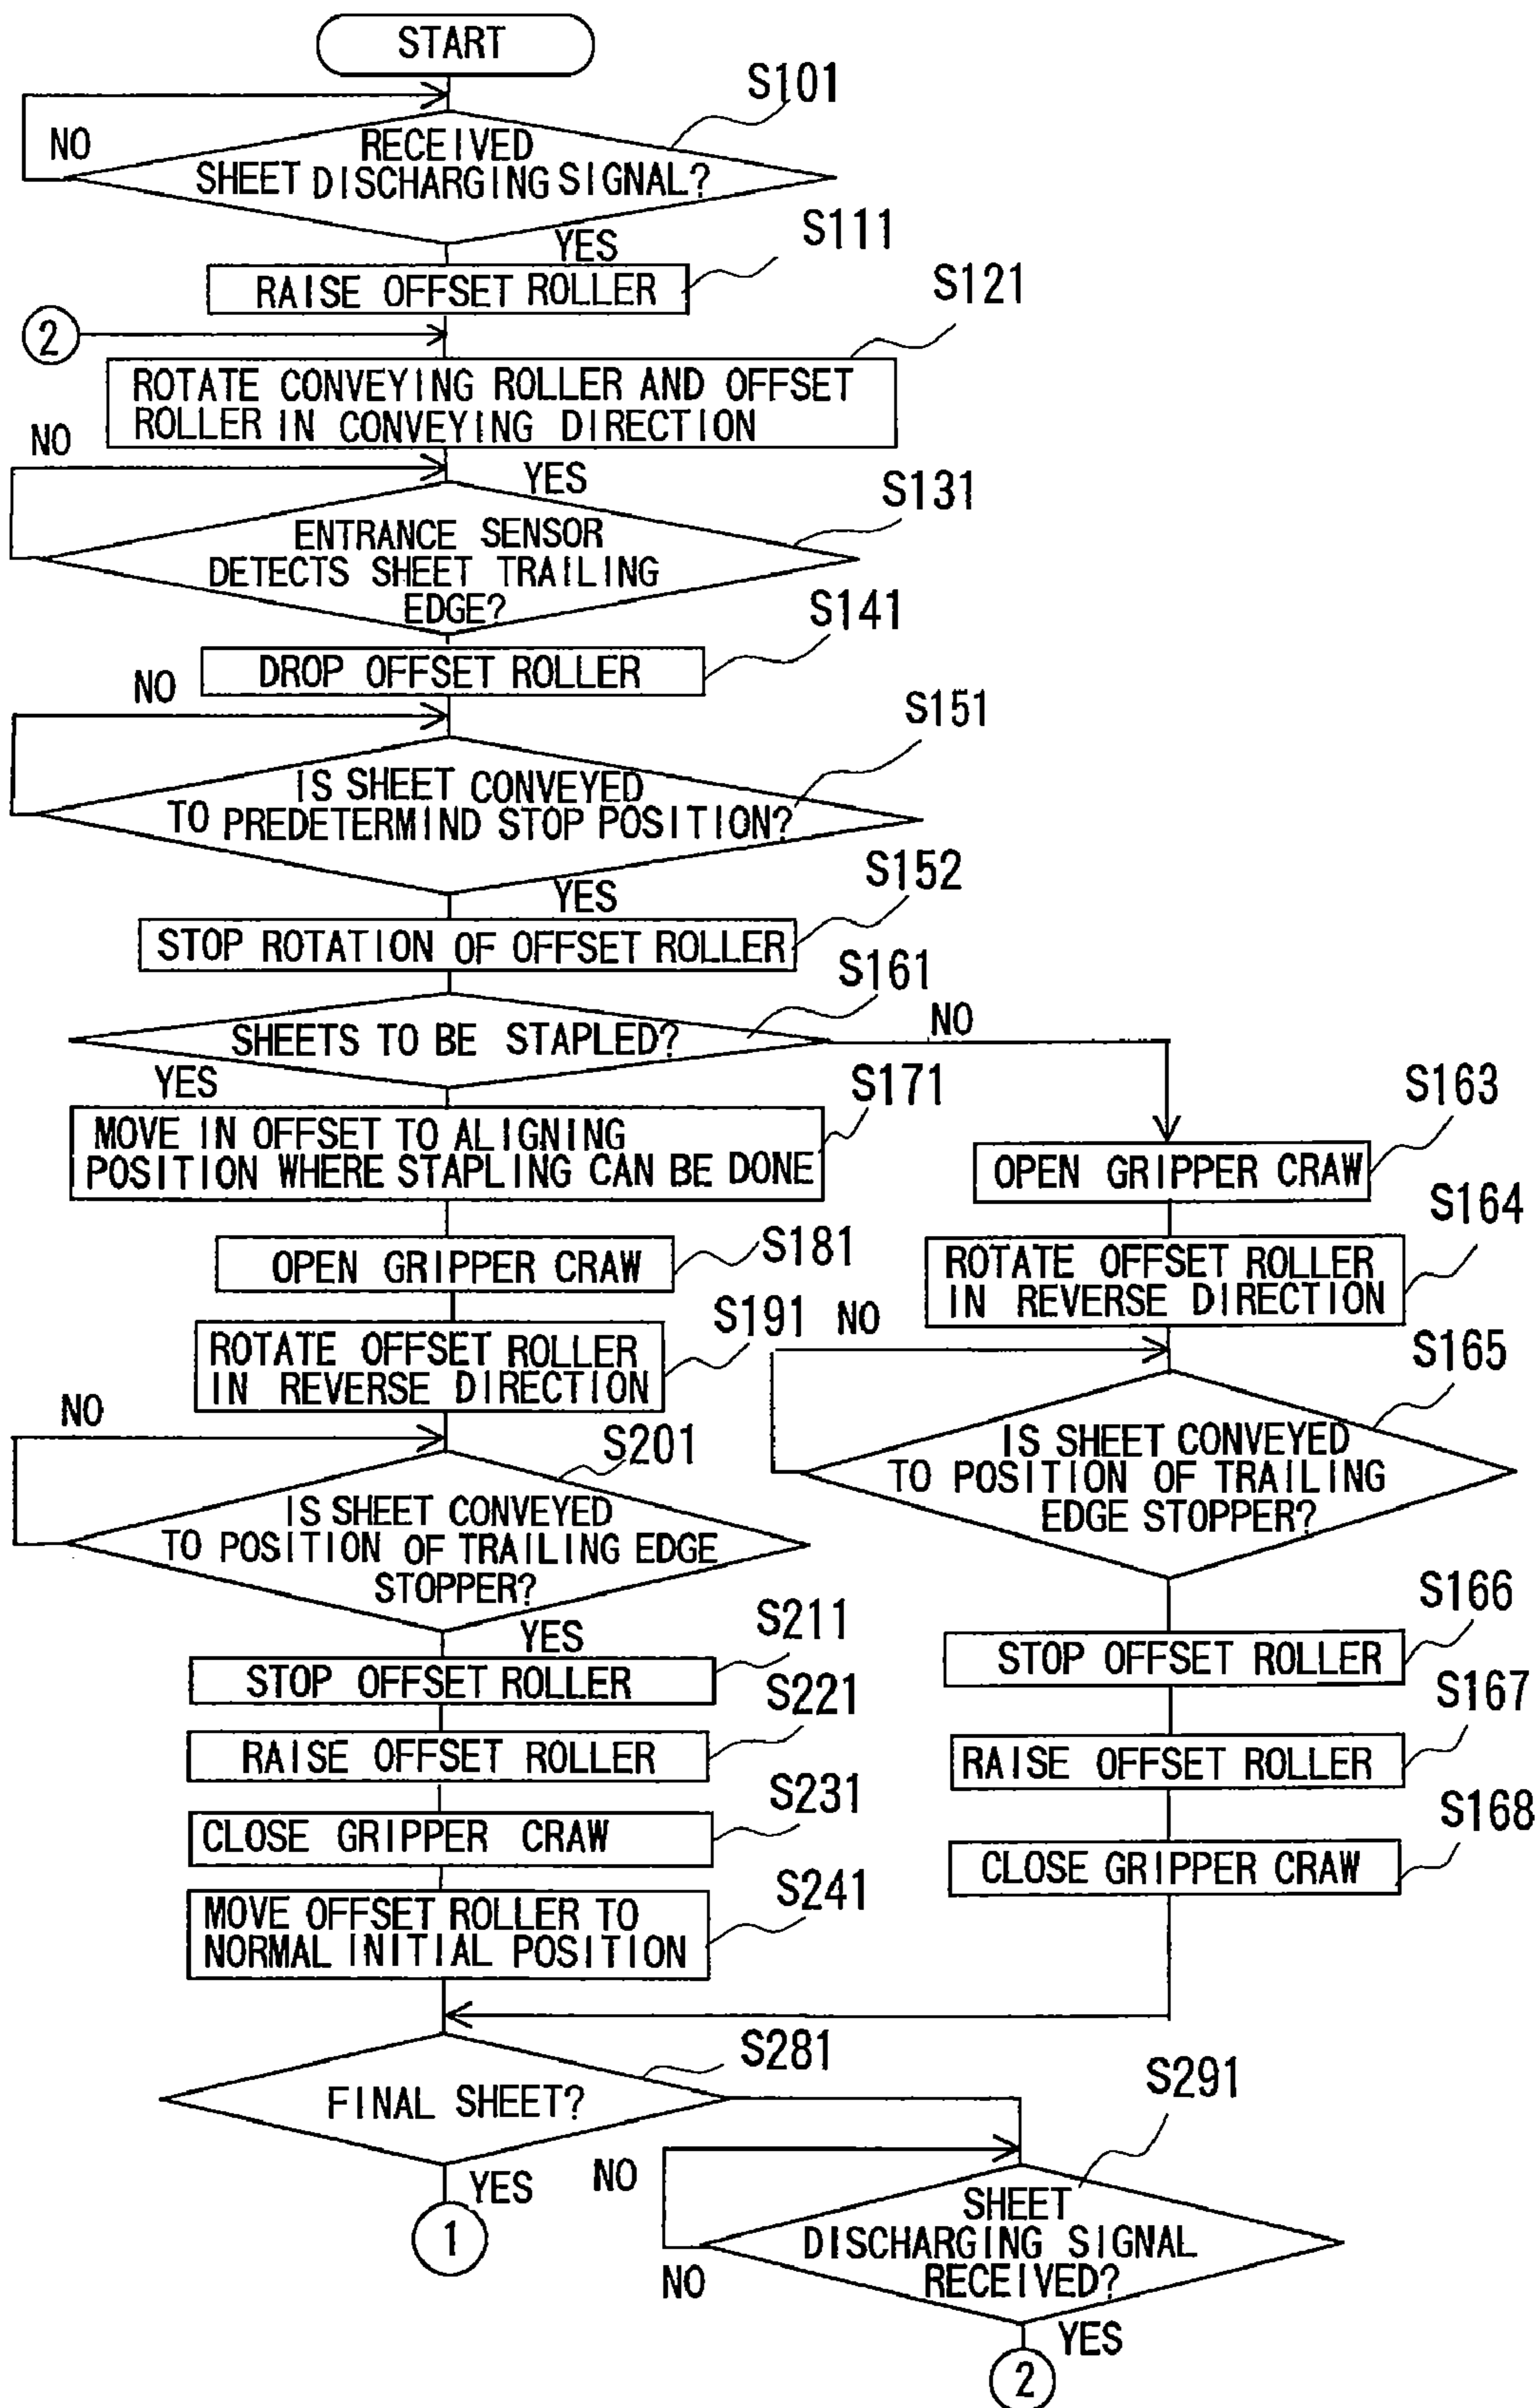 START
S101
NO
RECEIVED
SHEET DISCHARGING SIGNAL?
YES
S111
RAISE OFFSET ROLLER
S121
2
ROTATE CONVEYING ROLLER AND OFFSET
ROLLER IN CONVEYING DIRECTION
NO
YES
S131
ENTRANCE SENSOR
DETECTS SHEET TRAILING
EDGE?
S141
DROP OFFSET ROLLER
NO
S151
IS SHEET CONVEYED
TO PREDETERMIND STOP POSITION?
YES
S152
STOP ROTATION OF OFFSET ROLLER
S161
SHEETS TO BE STAPLED?
NO
YES
S171
MOVE IN OFFSET TO ALIGNING
POSITION WHERE STAPLING CAN BE DONE
S181
OPEN GRIPPER CRAW
S191
ROTATE OFFSET ROLLER
IN REVERSE DIRECTION
NO
S201
IS SHEET CONVEYED
TO POSITION OF TRAILING EDGE
STOPPER?
YES
S211
STOP OFFSET ROLLER
S221
RAISE OFFSET ROLLER
S231
CLOSE GRIPPER CRAW
S241
MOVE OFFSET ROLLER TO
NORMAL INITIAL POSITION
S163
OPEN GRIPPER CRAW
S164
ROTATE OFFSET ROLLER
IN REVERSE DIRECTION
NO
S165
IS SHEET CONVEYED
TO POSITION OF TRAILING
EDGE STOPPER?
S166
STOP OFFSET ROLLER
S167
RAISE OFFSET ROLLER
S168
CLOSE GRIPPER CRAW
S281
FINAL SHEET?
YES
1
S291
NO
SHEET
DISCHARGING SIGNAL
RECEIVED?
NO
YES
2